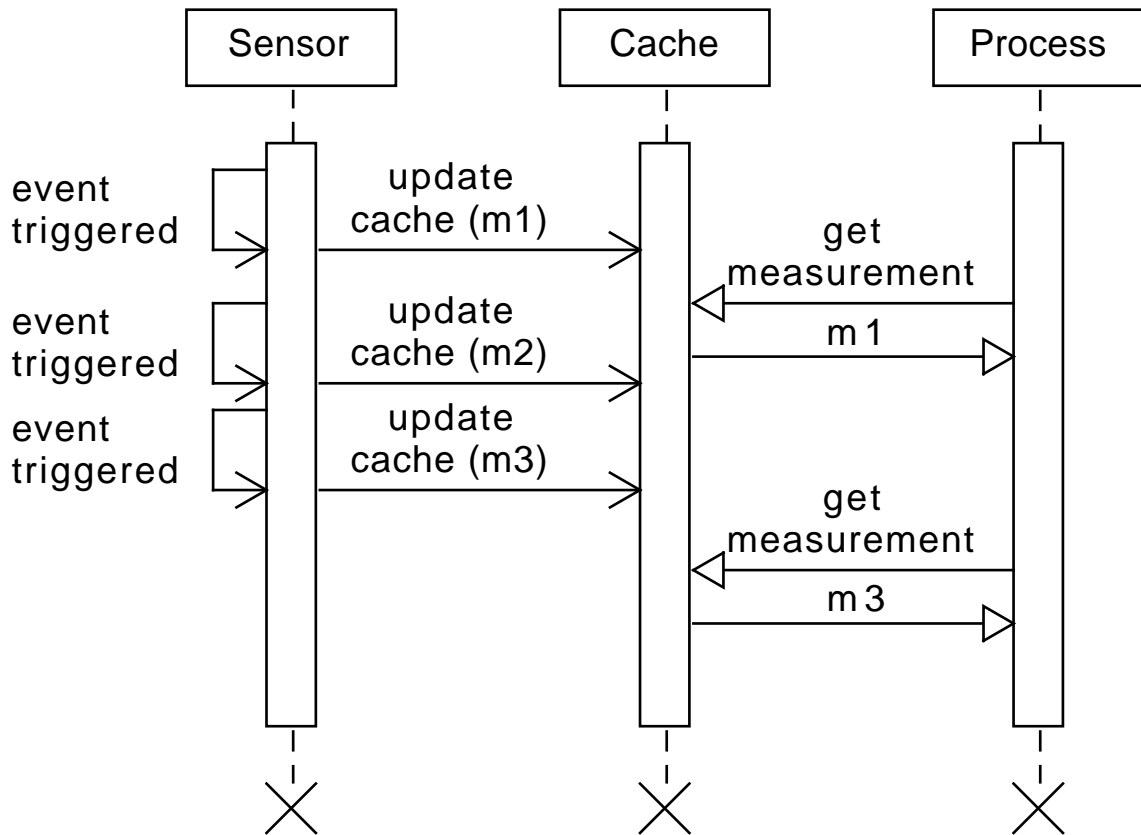 Sensor
Cache
Process
event
triggered
update
cache (m1)
get
measurement
m1
event
triggered
update
cache (m2)
event
triggered
update
cache (m3)
get
measurement
m3